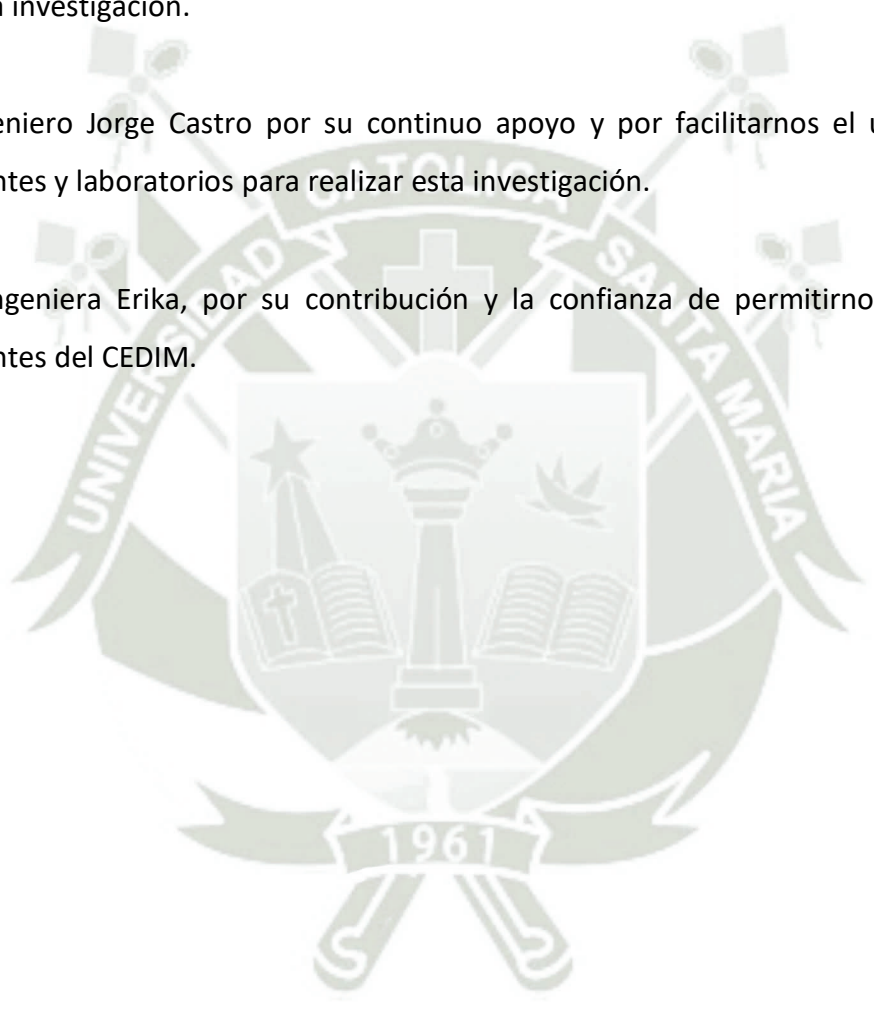 investigación.
eniero Jorge Castro por su continuo apoyo y por facilitarnos el u
ntes y laboratorios para realizar esta investigación.
ngeniera Erika, por su contribución y la confianza de permitirno
ntes del CEDIM.
UNIVERSIDAD CATOLICA SANTA MARIA
1961